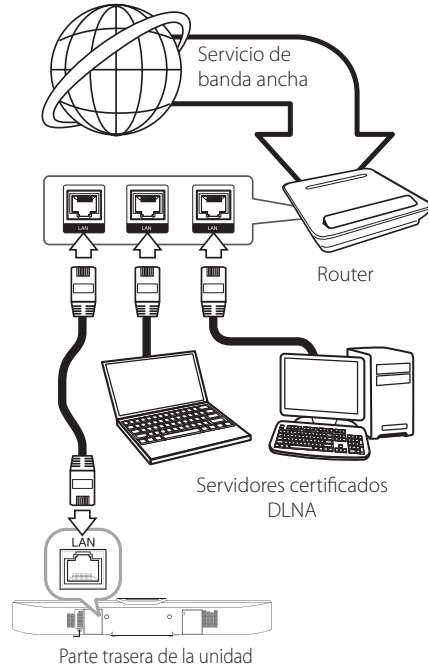 Servicio de
banda ancha
LAN
LAN
LAN
Router
Servidores certificados
DLNA
LAN
Parte trasera de la unidad